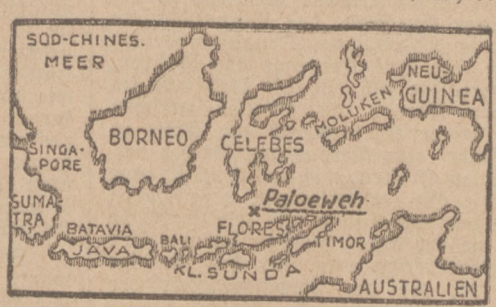 SÜD-CHINES.
MEER
NEU-
GUINEA
MOLUKEN
BORNEO
CELEBES
SINGA-
PORE
SUMA
TRA
Paloeweh
BATAVIA
JAVA
BALI
FLORES
TIMOR
KL. SUNDA
AUSTRALIEN